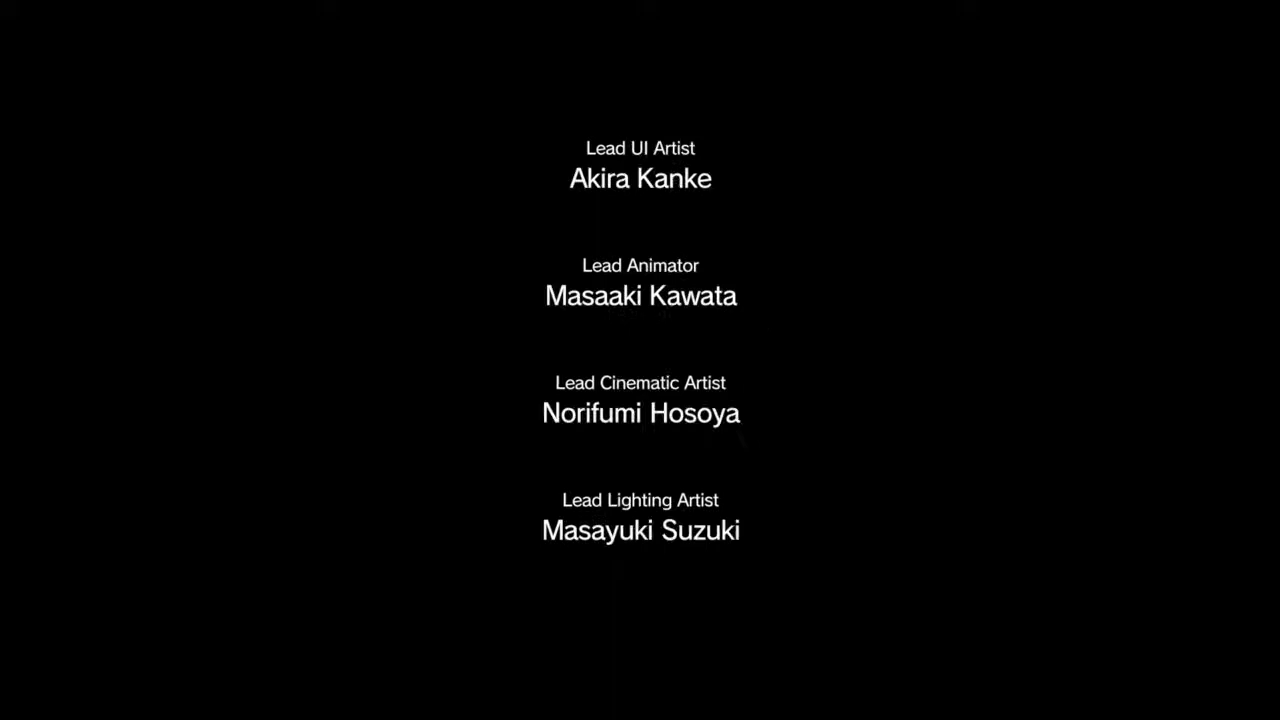 Lead UI Artist
Akira Kanke
Lead Animator
Masaaki Kawata
Lead Cinematic Artist
Norifumi Hosoya
Lead Lighting Artist
Masayuki Suzuki